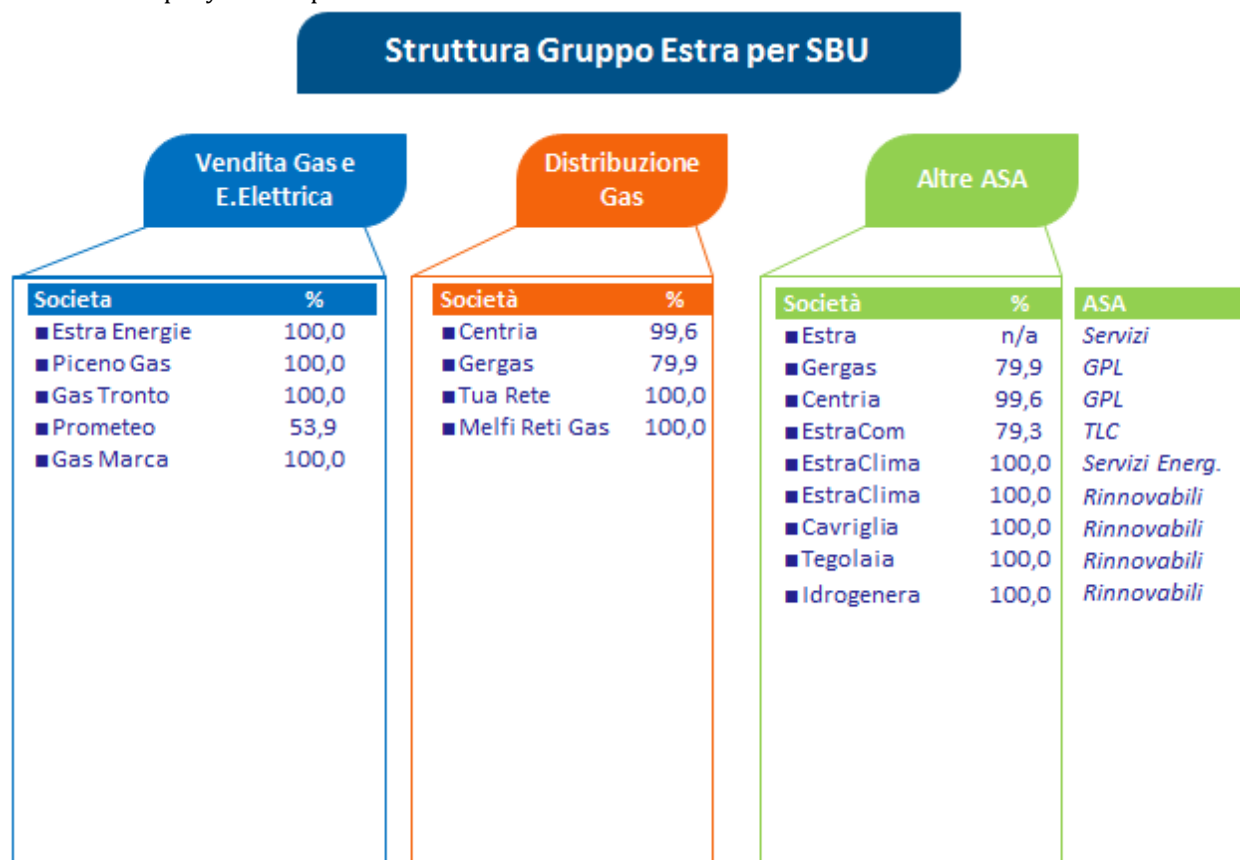 Struttura Gruppo Estra per SBU
Vendita Gas e
E.Elettrica
Societa %
■ Estra Energie 100,0
■ Piceno Gas 100,0
■ Gas Tronto 100,0
■ Prometeo 53,9
■ Gas Marca 100,0
Distribuzione
Gas
Società %
■ Centria 99,6
■ Gergas 79,9
■ Tua Rete 100,0
■ Melfi Reti Gas 100,0
Altre ASA
Società % ASA
■ Estra n/a Servizi
■ Gergas 79,9 GPL
■ Centria 99,6 GPL
■ EstraCom 79,3 TLC
■ EstraClima 100,0 Servizi Energ.
■ EstraClima 100,0 Rinnovabili
■ Cavriglia 100,0 Rinnovabili
■ Tegolaia 100,0 Rinnovabili
■ Idrogenera 100,0 Rinnovabili